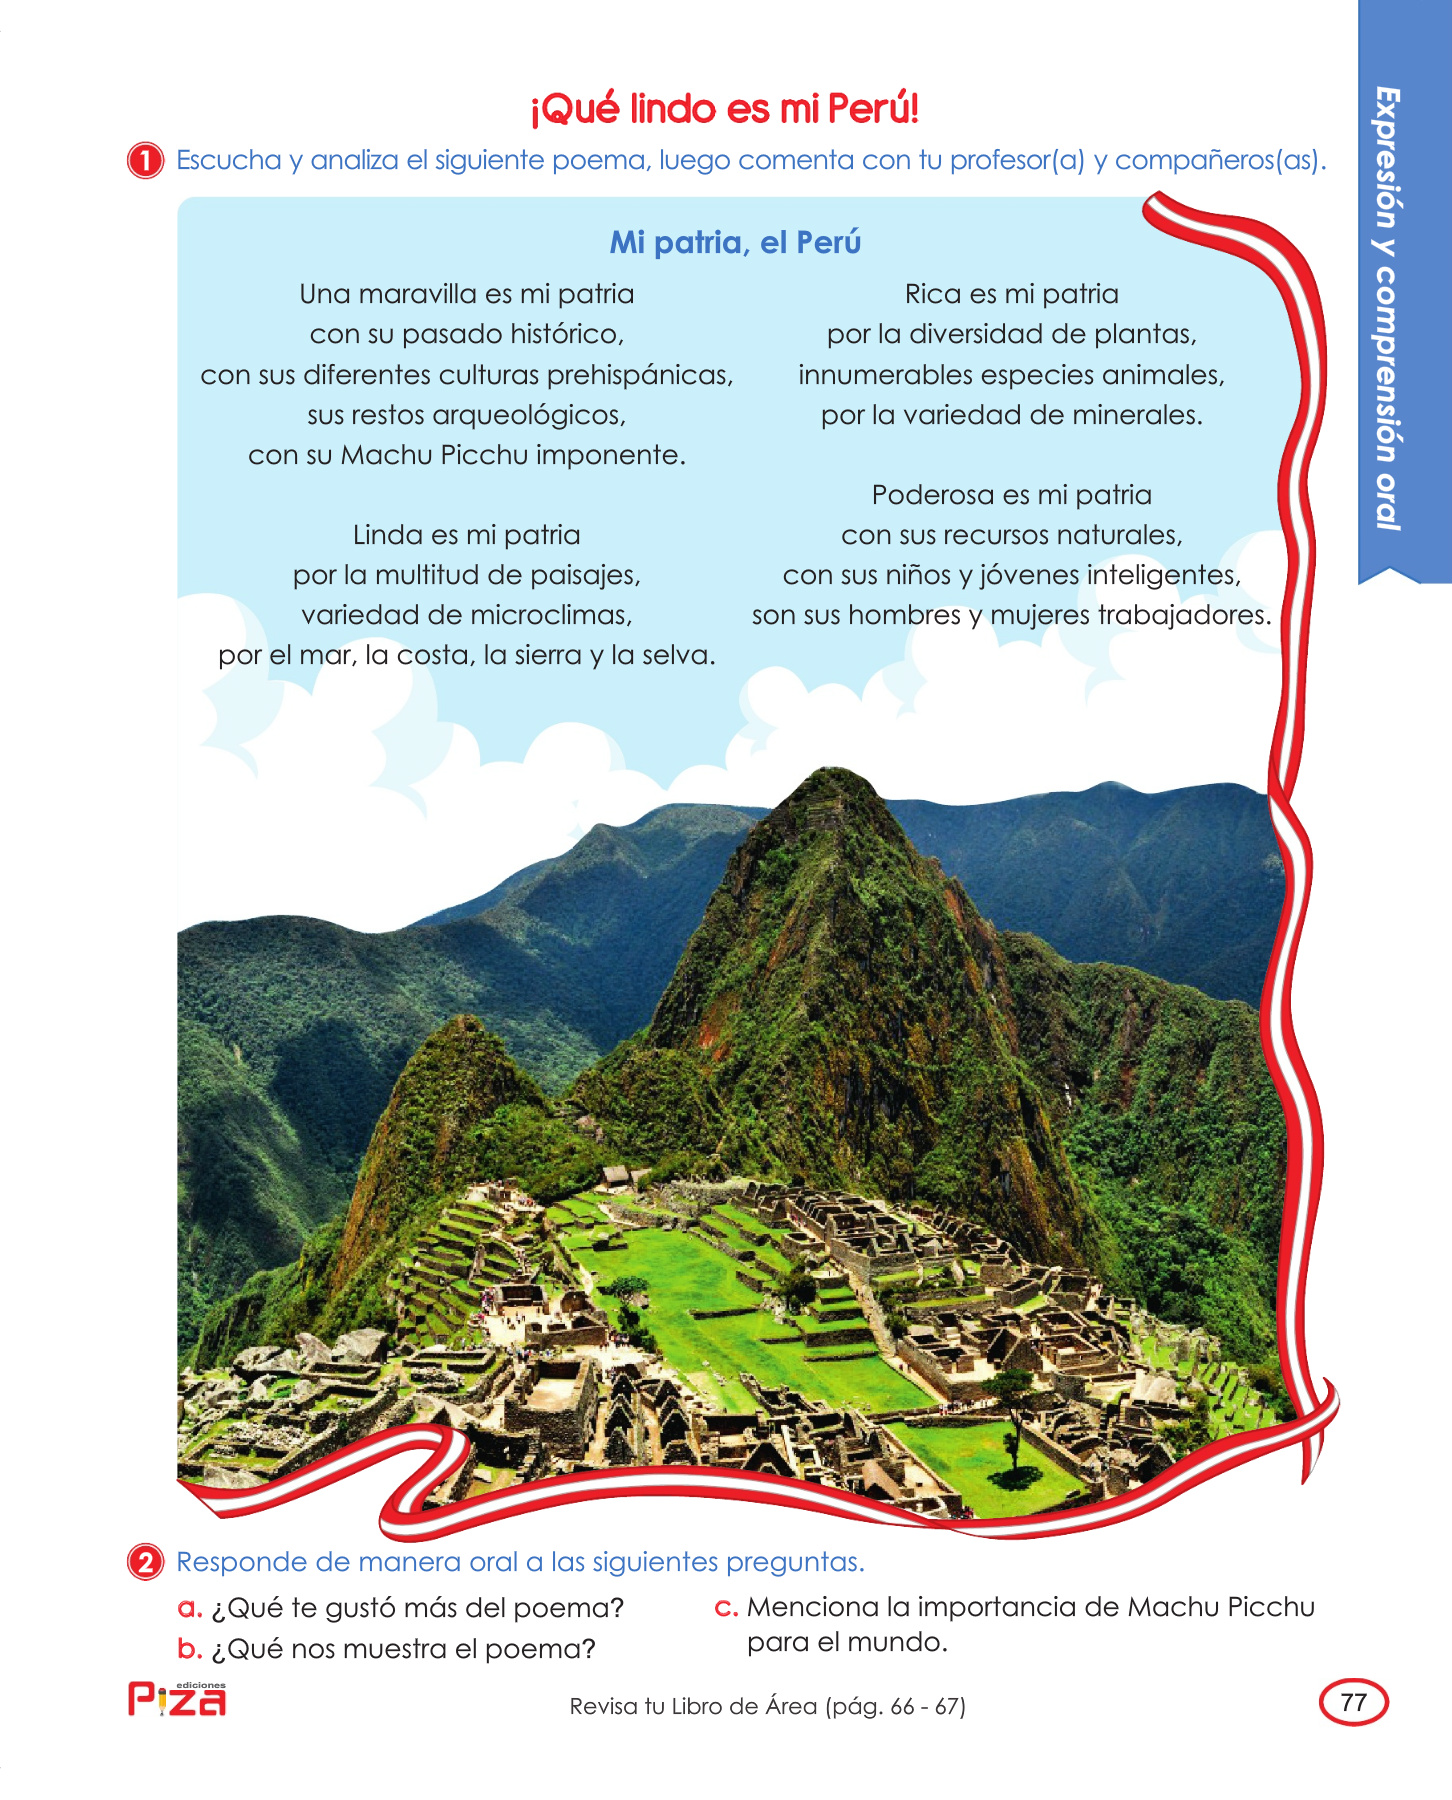 ¡Qué lindo es mi Perú!
1 Escucha y analiza el siguiente poema, luego comenta con tu profesor(a) y compañeros(as).
Mi patria, el Perú
Una maravilla es mi patria
con su pasado histórico,
con sus diferentes culturas prehispánicas,
sus restos arqueológicos,
con su Machu Picchu imponente.
Linda es mi patria
por la multitud de paisajes,
variedad de microclimas,
por el mar, la costa, la sierra y la selva.
Rica es mi patria
por la diversidad de plantas,
innumerables especies animales,
por la variedad de minerales.
Poderosa es mi patria
con sus recursos naturales,
con sus niños y jóvenes inteligentes,
son sus hombres y mujeres trabajadores.
Expresión y comprensión oral
2 Responde de manera oral a las siguientes preguntas.
a. ¿Qué te gustó más del poema?
b. ¿Qué nos muestra el poema?
c. Menciona la importancia de Machu Picchu
para el mundo.
ediciones
Piza
Revisa tu Libro de Área (pág. 66 - 67)
77